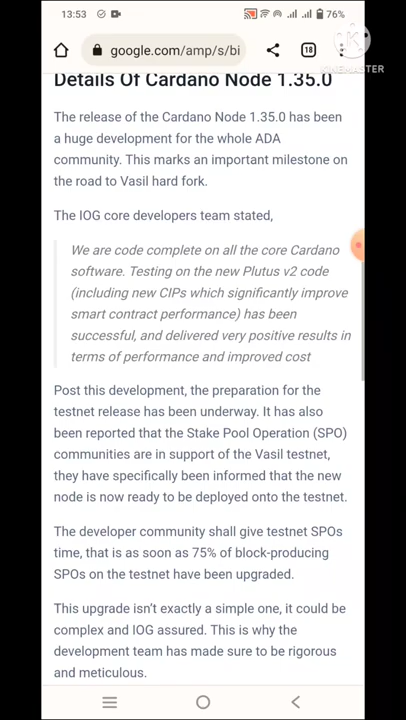 13:53
76%
google.com/amp/s/bi
18
KINEMASTER
Details Of Cardano Node 1.35.0
The release of the Cardano Node 1.35.0 has been
a huge development for the whole ADA
community. This marks an important milestone on
the road to Vasil hard fork.
The IOG core developers team stated,
We are code complete on all the core Cardano
software. Testing on the new Plutus v2 code
(including new CIPs which significantly improve
smart contract performance) has been
successful, and delivered very positive results in
terms of performance and improved cost
Post this development, the preparation for the
testnet release has been underway. It has also
been reported that the Stake Pool Operation (SPO)
communities are in support of the Vasil testnet,
they have specifically been informed that the new
node is now ready to be deployed onto the testnet.
The developer community shall give testnet SPOs
time, that is as soon as 75% of block-producing
SPOs on the testnet have been upgraded.
This upgrade isn’t exactly a simple one, it could be
complex and IOG assured. This is why the
development team has made sure to be rigorous
and meticulous.